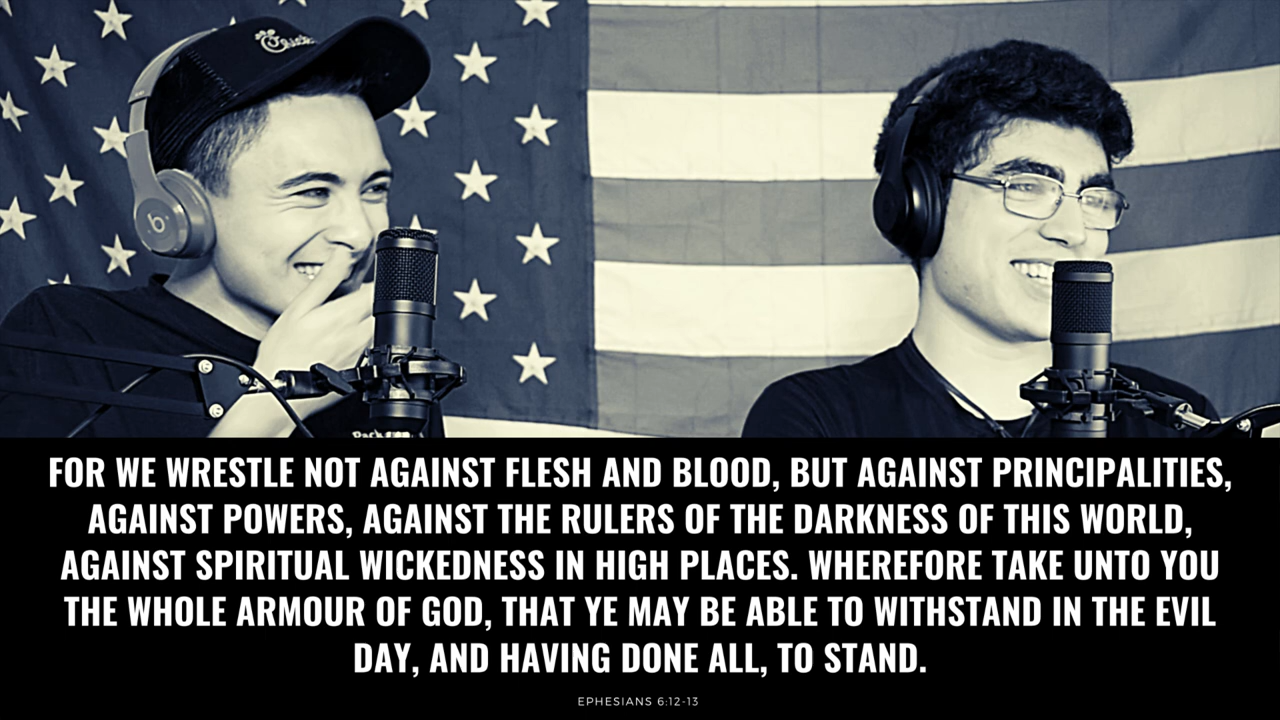 Chick
b
FOR WE WRESTLE NOT AGAINST FLESH AND BLOOD, BUT AGAINST PRINCIPALITIES,
AGAINST POWERS, AGAINST THE RULERS OF THE DARKNESS OF THIS WORLD,
AGAINST SPIRITUAL WICKEDNESS IN HIGH PLACES. WHEREFORE TAKE UNTO YOU
THE WHOLE ARMOUR OF GOD, THAT YE MAY BE ABLE TO WITHSTAND IN THE EVIL
DAY, AND HAVING DONE ALL, TO STAND.
EPHESIANS 6:12-13